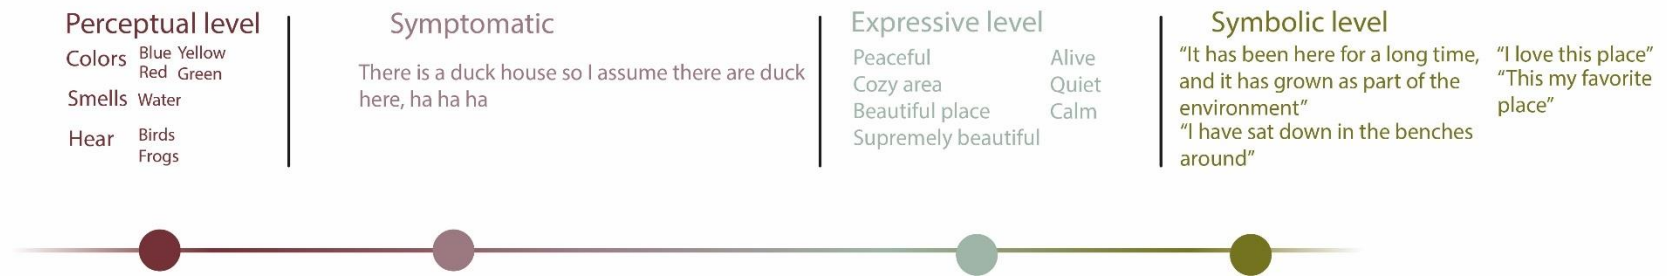 Perceptual level
Colors Blue Yellow
Red Green
Smells Water
Hear Birds
Frogs
Symptomatic
There is a duck house so I assume there are duck
here, ha ha ha
Expressive level
Peaceful Alive
Cozy area Quiet
Beautiful place Calm
Supremely beautiful
Symbolic level
“It has been here for a long time,
and it has grown as part of the
environment”
“I have sat down in the benches
around”
“I love this place”
“This my favorite
place”